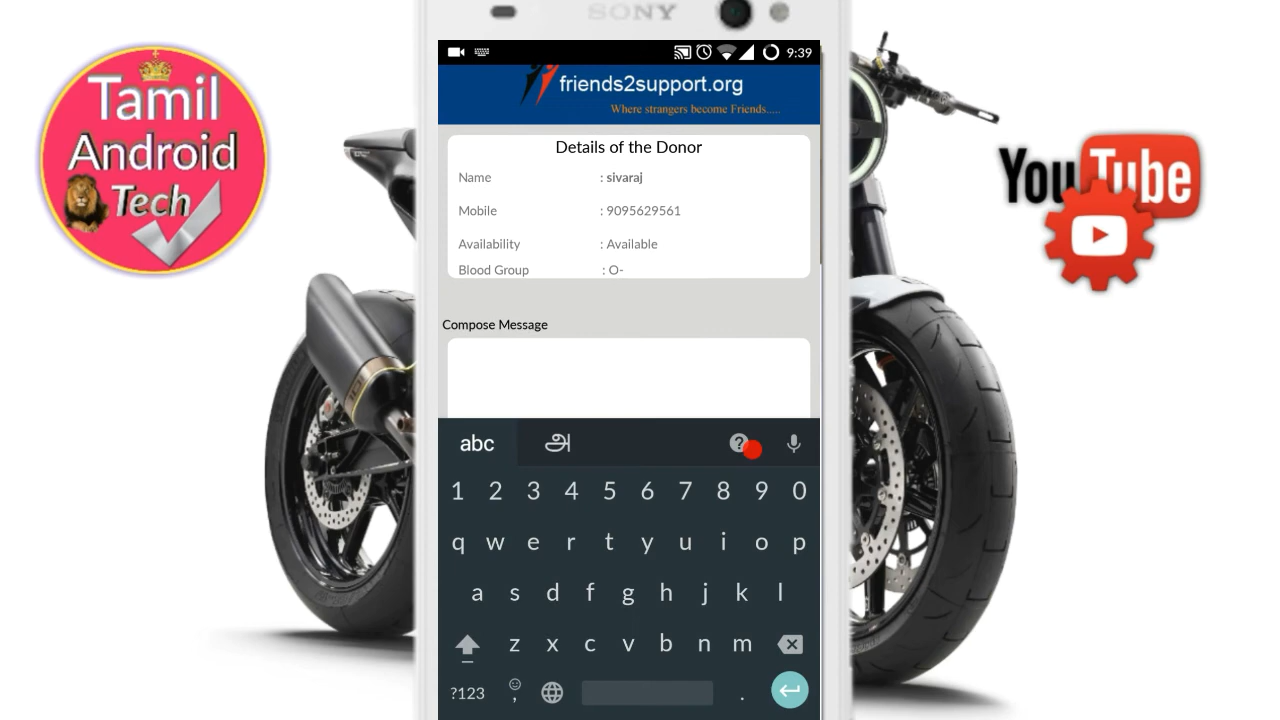 Tamil
Android
Tech
SONY
9:39
friends2support.org
Where strangers become Friends.....
Details of the Donor
Name : sivaraj
Mobile : 9095629561
Availability : Available
Blood Group : O-
Compose Message
abc அ ?
1 2 3 4 5 6 7 8 9 0
q w e r t y u i o p
a s d f g h j k l
z x c v b n m
?123 , .
YouTube